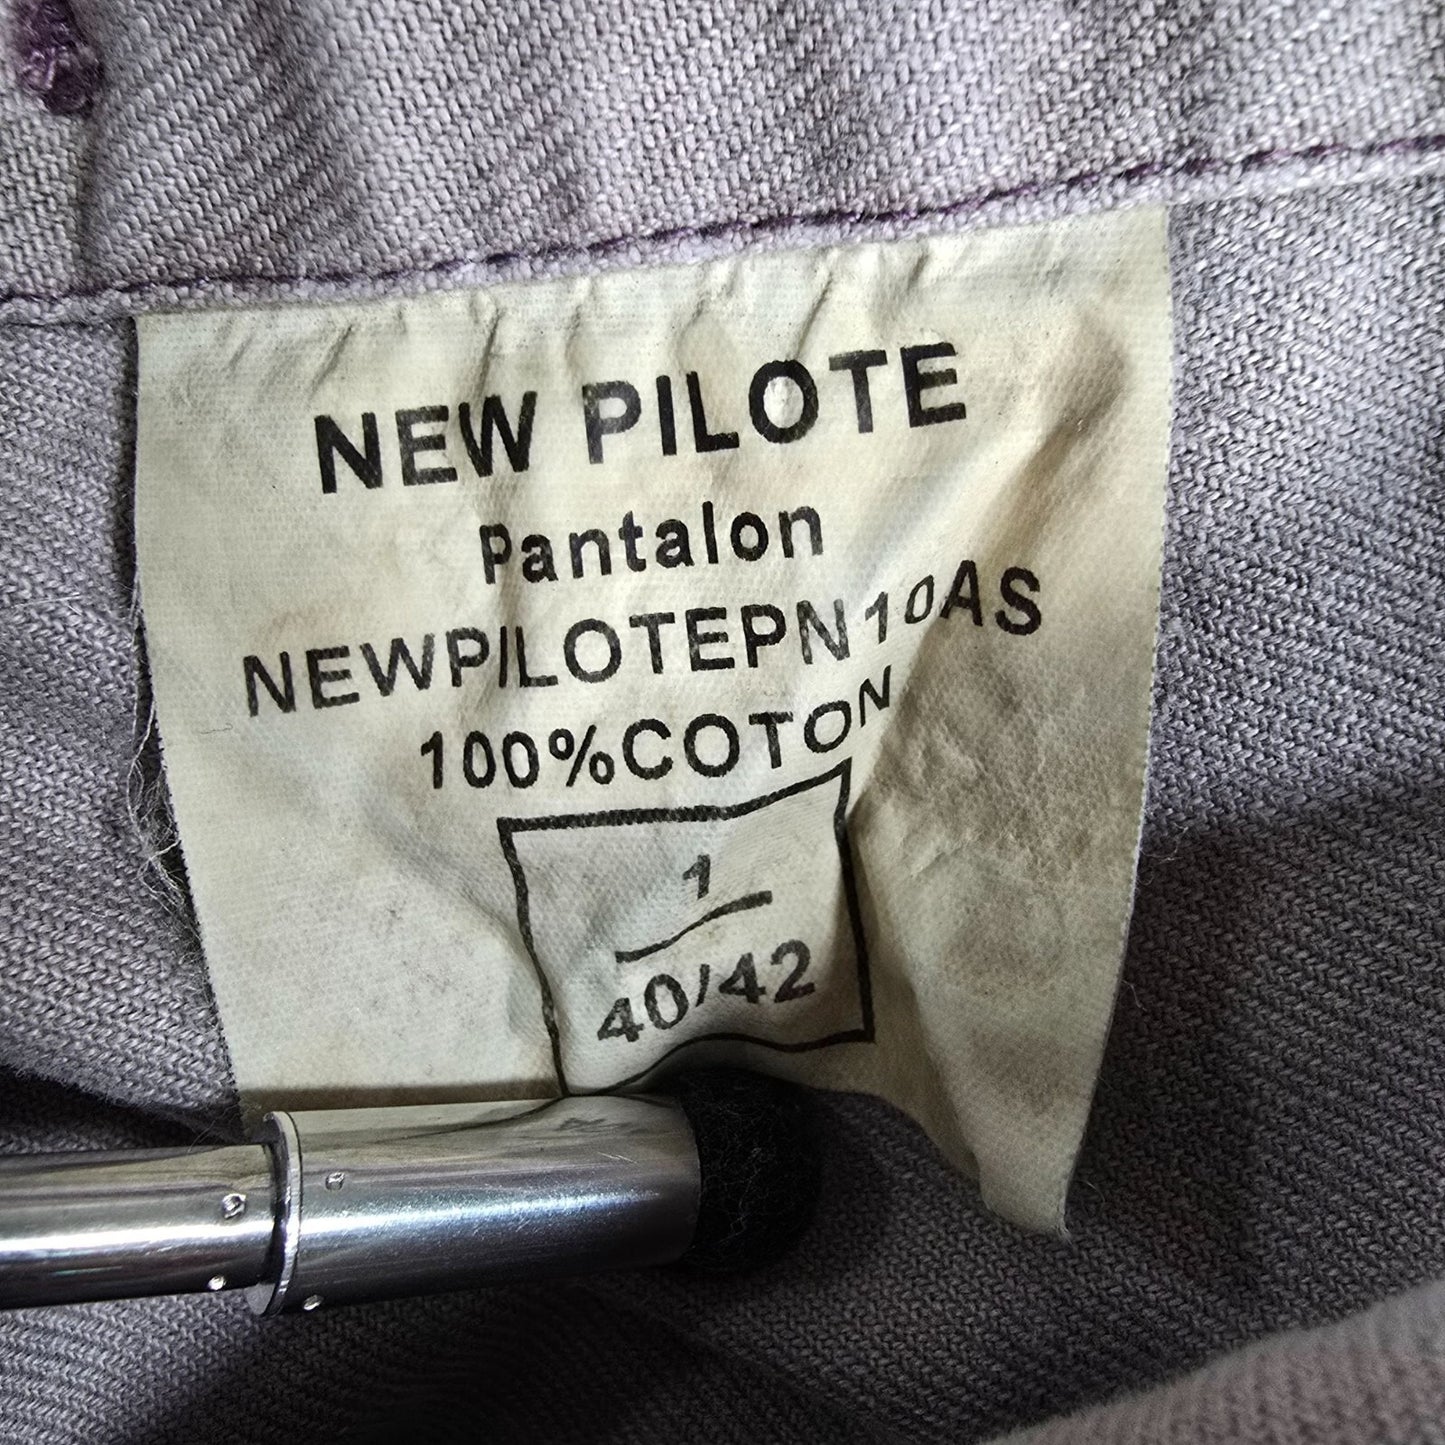 NEW PILOTE
Pantalon
NEWPILOTEPN10AS
100%COTON
1
40/42